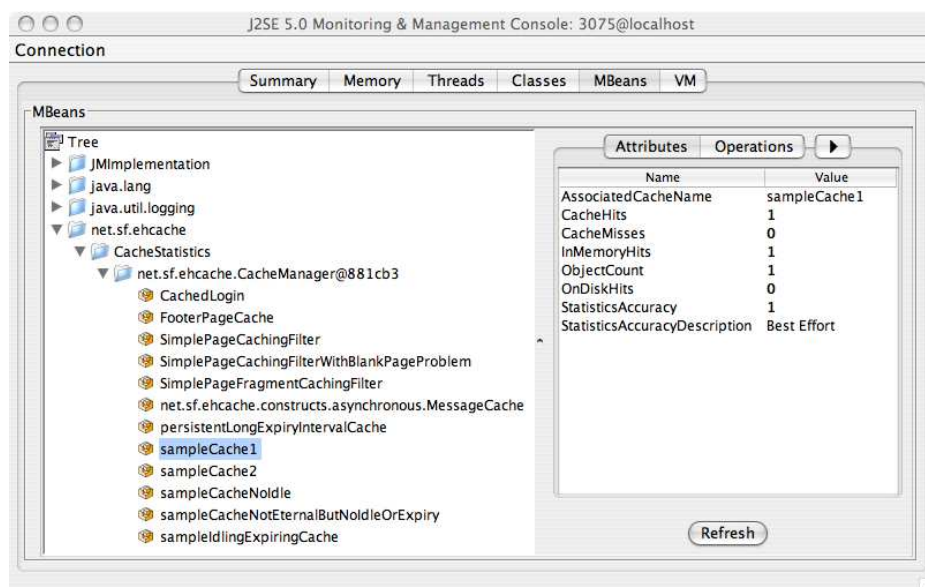 J2SE 5.0 Monitoring & Management Console: 3075@localhost
Connection
Summary Memory Threads Classes MBeans VM
MBeans
Tree
JMImplementation
java.lang
java.util.logging
net.sf.ehcache
CacheStatistics
net.sf.ehcache.CacheManager@881cb3
CachedLogin
FooterPageCache
SimplePageCachingFilter
SimplePageCachingFilterWithBlankPageProblem
SimplePageFragmentCachingFilter
net.sf.ehcache.constructs.asynchronous.MessageCache
persistentLongExpiryIntervalCache
sampleCache1
sampleCache2
sampleCacheNoIdle
sampleCacheNotEternalButNoIdleOrExpiry
sampleIdlingExpiringCache
Attributes Operations
Name Value
AssociatedCacheName sampleCache1
CacheHits 1
CacheMisses 0
InMemoryHits 1
ObjectCount 1
OnDiskHits 0
StatisticsAccuracy 1
StatisticsAccuracyDescription Best Effort
Refresh